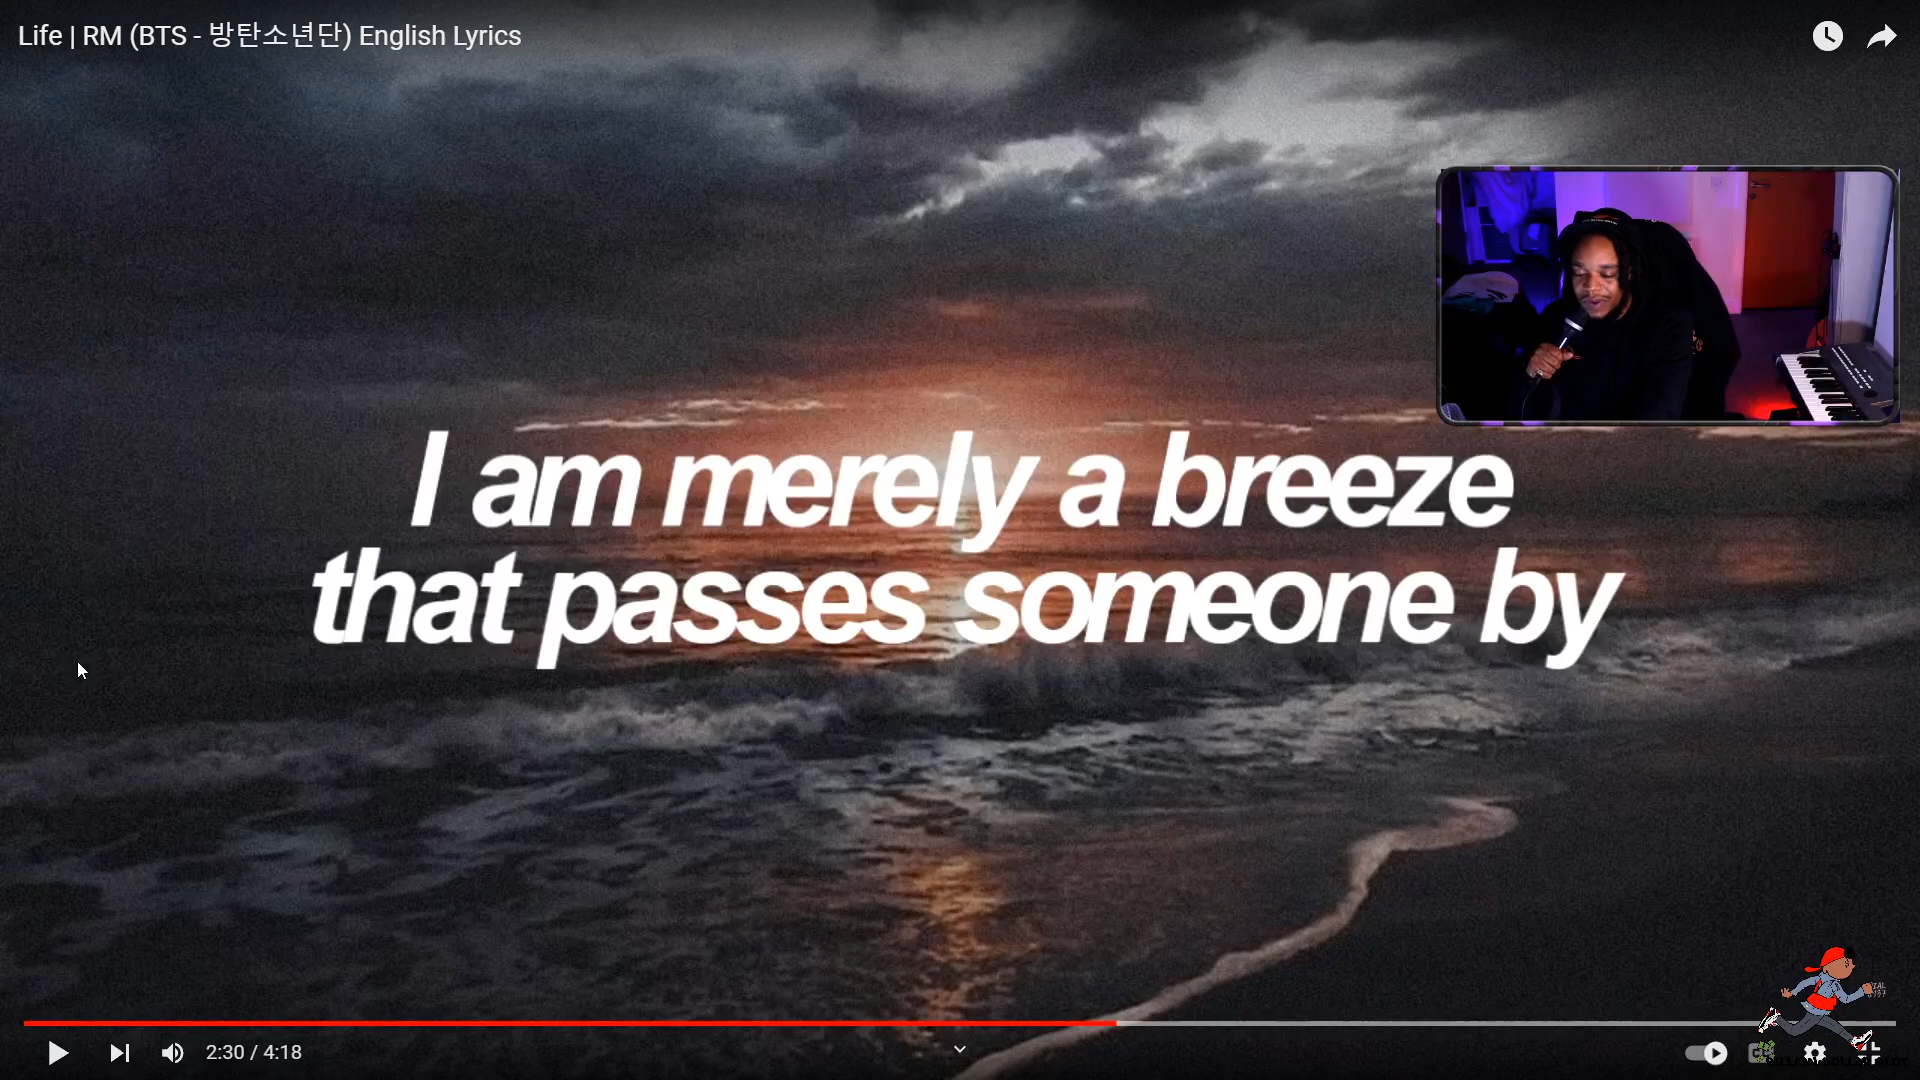 Life | RM (BTS - 방탄소년단) English Lyrics
I am merely a breeze
that passes someone by
2:30 / 4:18